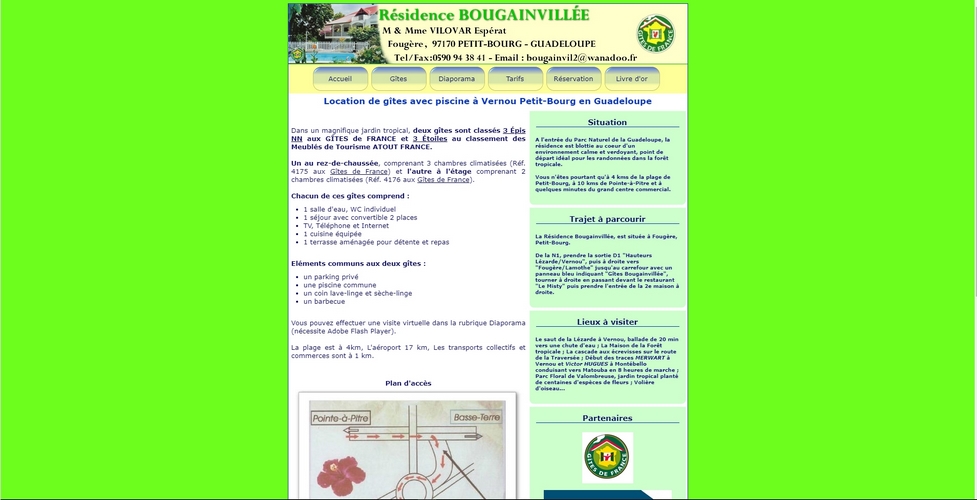 Résidence BOUGAINVILLÉE
M & Mme VILOVAR Espérat
Fougère, 97170 PETIT-BOURG - GUADELOUPE
Tel/Fax:0590 94 38 41 - Email : bougainvil2@wanadoo.fr
GITES DE FRANCE
Accueil
Gîtes
Diaporama
Tarifs
Réservation
Livre d'or
Location de gîtes avec piscine à Vernou Petit-Bourg en Guadeloupe
Dans un magnifique jardin tropical, deux gîtes sont classés 3 Épis
NN aux GÎTES de FRANCE et 3 Étoiles au classement des
Meublés de Tourisme ATOUT FRANCE.
Un au rez-de-chaussée, comprenant 3 chambres climatisées (Réf.
4175 aux Gîtes de France) et l'autre à l'étage comprenant 2
chambres climatisées (Réf. 4176 aux Gîtes de France).
Chacun de ces gîtes comprend :
1 salle d'eau, WC individuel
1 séjour avec convertible 2 places
TV, Téléphone et Internet
1 cuisine équipée
1 terrasse aménagée pour détente et repas
Eléments communs aux deux gîtes :
un parking privé
une piscine commune
un coin lave-linge et sèche-linge
un barbecue
Vous pouvez effectuer une visite virtuelle dans la rubrique Diaporama
(nécessite Adobe Flash Player).
La plage est à 4km, L'aéroport 17 km, Les transports collectifs et
commerces sont à 1 km.
Plan d'accès
Pointe-à-Pitre
Basse-Terre
Situation
A l'entrée du Parc Naturel de la Guadeloupe, la
résidence est blottie au coeur d'un
environnement calme et verdoyant, point de
départ idéal pour les randonnées dans la forêt
tropicale.
Vous n'êtes pourtant qu'à 4 kms de la plage de
Petit-Bourg, à 10 kms de Pointe-à-Pitre et à
quelques minutes du grand centre commercial.
Trajet à parcourir
La Résidence Bougainvillée, est située à Fougère,
Petit-Bourg.
De la N1, prendre la sortie D1 "Hauteurs
Lézarde/Vernou", puis à droite vers
"Fougère/Lamothe" jusqu'au carrefour avec un
panneau bleu indiquant "Gîtes Bougainvillée",
tourner à droite en passant devant le restaurant
"Le Misty" puis prendre l'entrée de la 2e maison à
droite.
Lieux à visiter
Le saut de la Lézarde à Vernou, ballade de 20 min
vers une chute d'eau ; La Maison de la Forêt
tropicale ; La cascade aux écrevisses sur le route
de la Traversée ; Début des traces MERWART à
Vernou et Victor HUGUES à Montébello
conduisant vers Matouba en 8 heures de marche ;
Parc Floral de Valombreuse, jardin tropical planté
de centaines d'espèces de fleurs ; Volière
d'oiseau...
Partenaires
GITES DE FRANCE